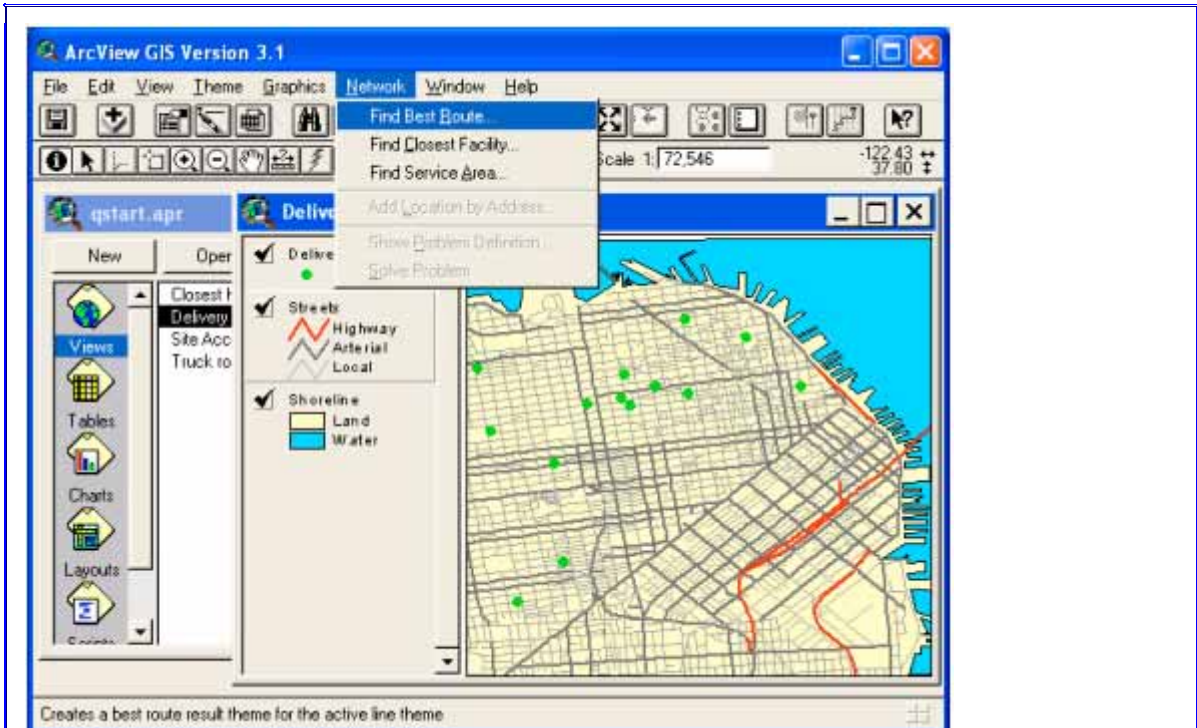 ArcView GIS Version 3.1
File Edit View Theme Graphics Network Window Help
Find Best Route...
Find Closest Facility...
Find Service Area...
Add Location by Address...
Show Problem Definition...
Solve Problem
Scale 1: 72,546
-122.43
37.80
qstart.apr
New Open
Views
Tables
Charts
Layouts
Closest
Delivery
Site Acc
Truck ro
Delive
Delive
Streets
Highway
Arterial
Local
Shoreline
Land
Water
Creates a best route result theme for the active line theme